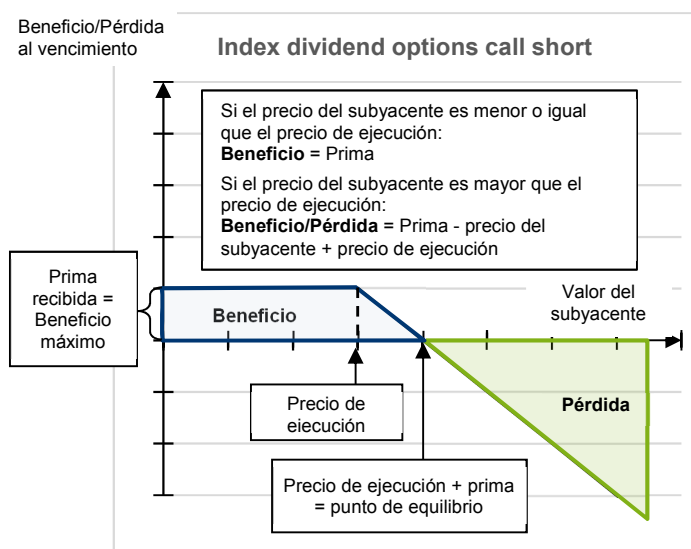 Beneficio/Pérdida
al vencimiento
Index dividend options call short
Si el precio del subyacente es menor o igual
que el precio de ejecución:
Beneficio = Prima
Si el precio del subyacente es mayor que el
precio de ejecución:
Beneficio/Pérdida = Prima - precio del
subyacente + precio de ejecución
Prima
recibida =
Beneficio
máximo
Beneficio
Valor del
subyacente
Precio de
eiecución
Pérdida
Precio de ejecución + prima
= punto de equilibrio